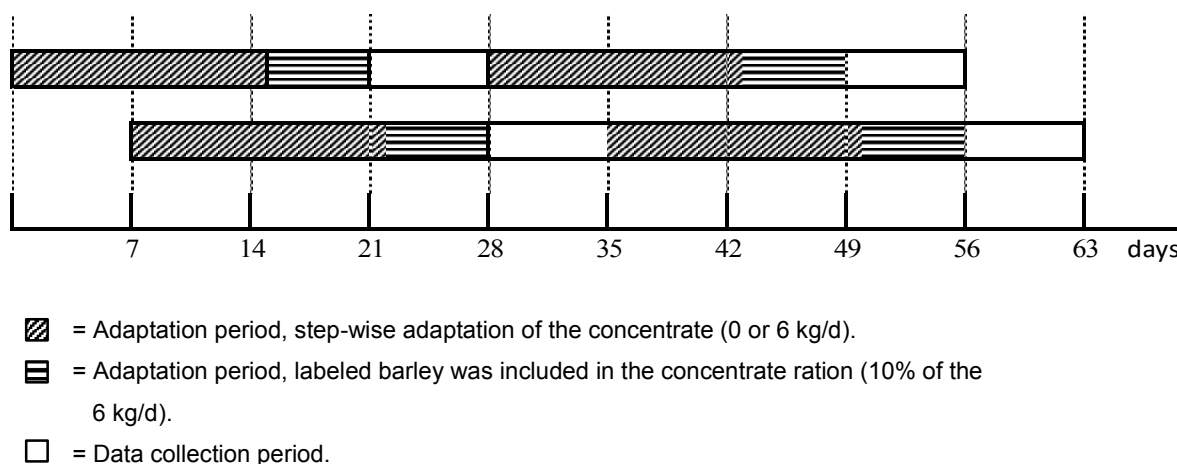 7 14 21 28 35 42 49 56 63 days
= Adaptation period, step-wise adaptation of the concentrate (0 or 6 kg/d).
= Adaptation period, labeled barley was included in the concentrate ration (10% of the
6 kg/d).
= Data collection period.